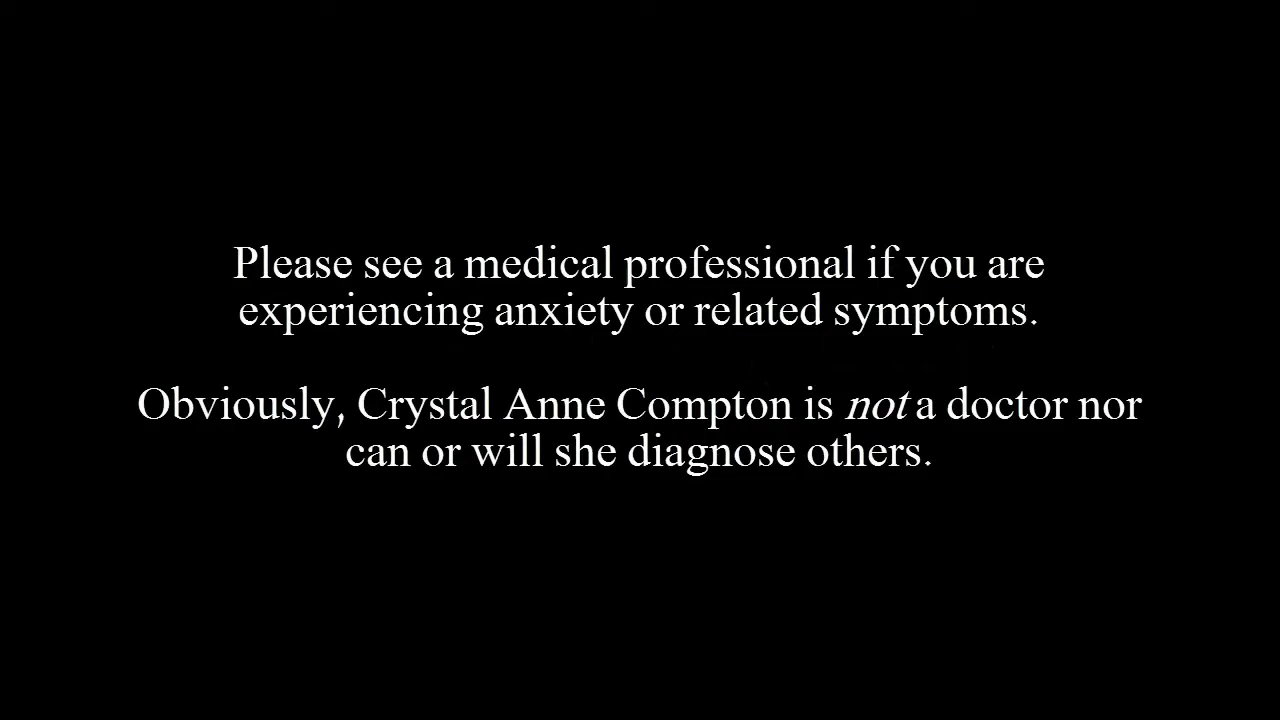 Please see a medical professional if you are
experiencing anxiety or related symptoms.
Obviously, Crystal Anne Compton is not a doctor nor
can or will she diagnose others.